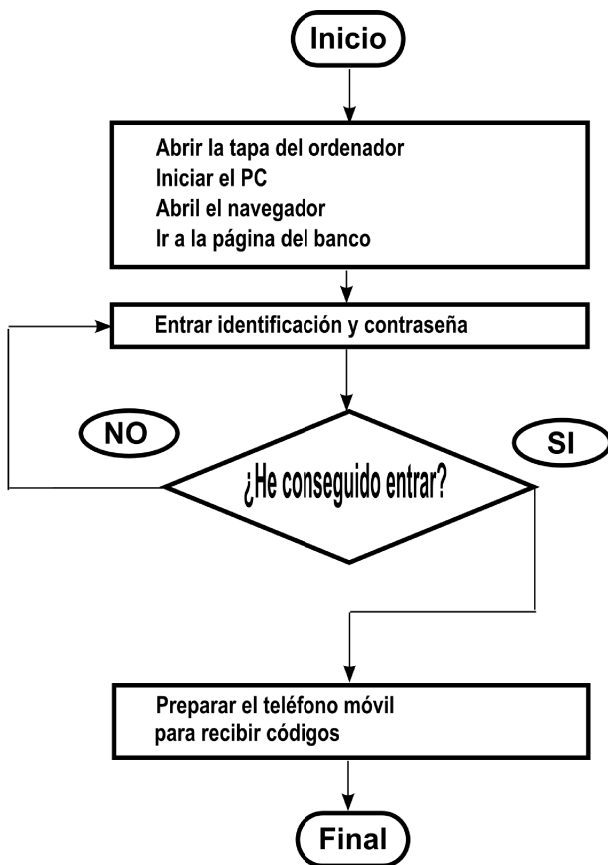 Inicio
Abrir la tapa del ordenador
Iniciar el PC
Abril el navegador
Ir a la página del banco
Entrar identificación y contraseña
NO
SI
¿He conseguido entrar?
Preparar el teléfono móvil
para recibir códigos
Final